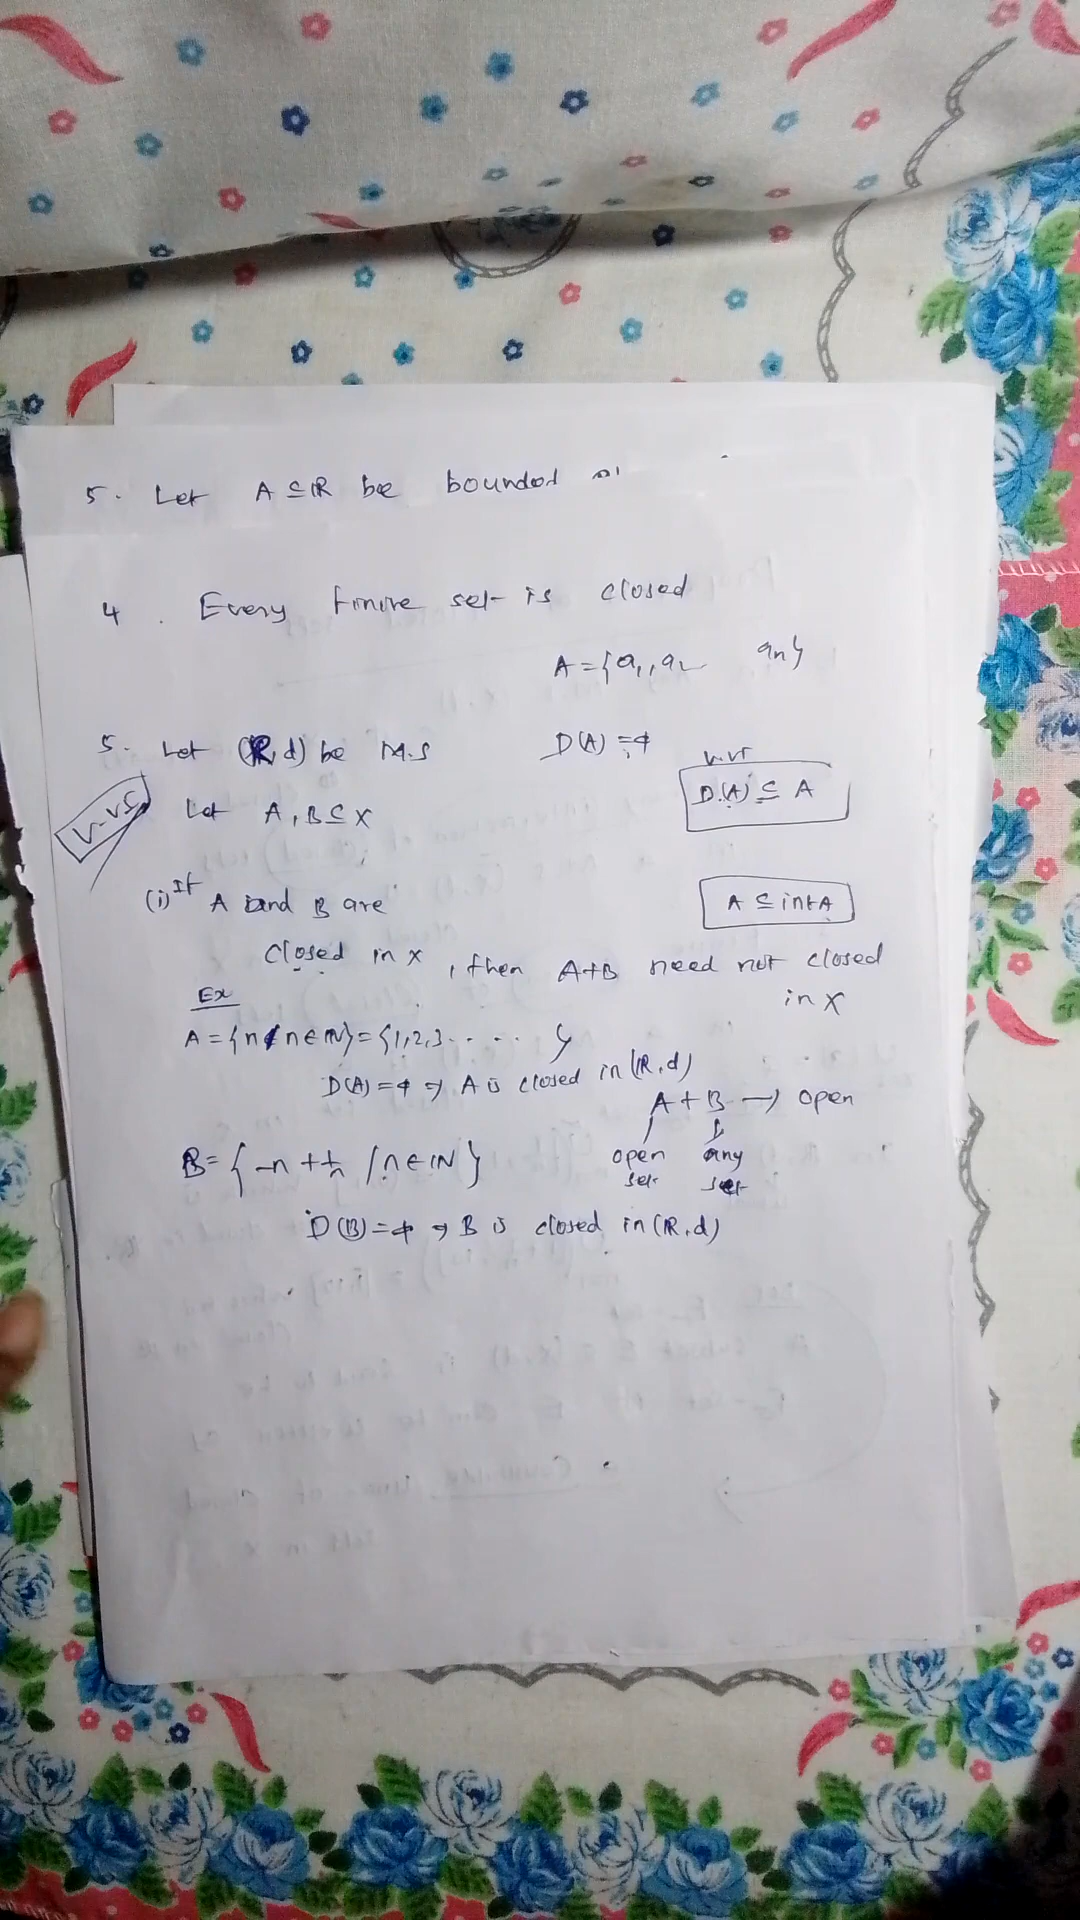 5. Let A ⊆ ℝ be bounded
4. Every finite set is closed
A = {a₁, a₂ aₙ}
5. Let (ℝ, d) be M.S
D(A) = ϕ
D(A) ⊆ A
Let A, B ⊆ X
(i) If A and B are
A ⊆ int A
closed in X, then A+B need not closed
in X
Ex
A = {n / n ∈ ℕ} = {1,2,3.....}
D(A) = ϕ ⇒ A is closed in (ℝ, d)
A + B → open
open any
set set
B = {-n + 1/n / n ∈ ℕ}
D(B) = ϕ ⇒ B is closed in (ℝ, d)